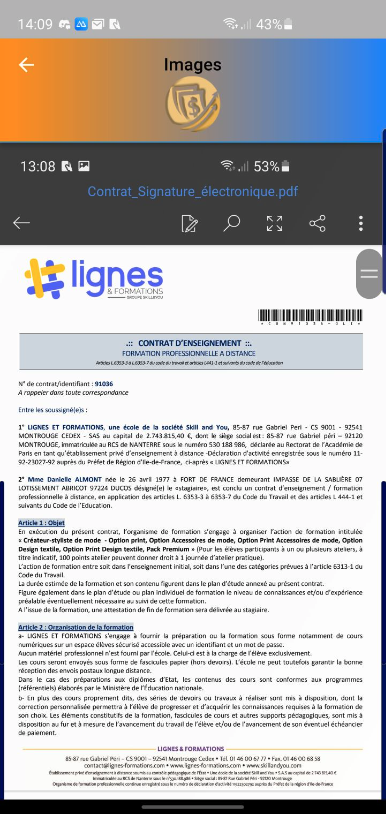 14:09
43%
Images
13:08
53%
Contrat_Signature_électronique.pdf
lignes
& FORMATIONS
GROUPE SKILLANDYOU
.:: CONTRAT D'ENSEIGNEMENT ::.
FORMATION PROFESSIONNELLE A DISTANCE
Articles L.6353-3 à L.6353-7 du code du travail et articles L441-1 et suivants du code de l'éducation
N° de contrat/identifiant : 91036
A rappeler dans toute correspondance
Entre les soussigné(e)s :
1° LIGNES ET FORMATIONS, une école de la société Skill and You, 85-87 rue Gabriel Peri - CS 9001 - 92541
MONTROUGE CEDEX - SAS au capital de 2.743.815,40 €, dont le siège social est : 85-87 rue Gabriel péri – 92120
MONTROUGE, immatriculée au RCS de NANTERRE sous le numéro 530 188 986, déclarée au Rectorat de l'Académie de
Paris en tant qu'établissement privé d'enseignement à distance -Déclaration d'activité enregistrée sous le numéro 11-
92-23027-92 auprès du Préfet de Région d'Ile-de-France, ci-après « LIGNES ET FORMATIONS»
2° Mme Danielle ALMONT née le 26 avril 1977 à FORT DE FRANCE demeurant IMPASSE DE LA SABLIÈRE 07
LOTISSEMENT ABRICOT 97224 DUCOS désigné(e) le «stagiaire», est conclu un contrat d'enseignement / formation
professionnelle à distance, en application des articles L. 6353-3 à 6353-7 du Code du Travail et des articles L 444-1 et
suivants du Code de l'Education.
Article 1 : Objet
En exécution du présent contrat, l'organisme de formation s'engage à organiser l'action de formation intitulée
« Créateur-styliste de mode - Option print, Option Accessoires de mode, Option Design textile, Option
Design textile, Option Print Design textile, Pack Premium » (Pour les élèves participants à un ou plusieurs ateliers, à
titre indicatif, 100 points atelier peuvent donner droit à 1 journée d'atelier pratique).
L'action de formation entre soit dans l'enseignement initial, soit dans l'une des catégories prévues à l'article 6313-1 du
Code du Travail.
La durée estimée de la formation et son contenu figurent dans le plan d'étude annexé au présent contrat.
Figure également dans le plan d'étude ou plan individuel de formation le niveau de connaissances et/ou d'expérience
préalable éventuellement nécessaire au suivi de cette formation.
A l'issue de la formation, une attestation de fin de formation sera délivrée au stagiaire.
Article 2 : Organisation de la formation
a- LIGNES ET FORMATIONS s'engage à fournir la préparation ou la formation sous forme notamment de cours
numériques sur un espace élèves sécurisé accessible avec un identifiant et un mot de passe.
Aucun matériel professionnel n'est fourni par l'école. Celui-ci est à la charge de l'élève exclusivement.
Les cours seront envoyés sous forme de fascicules papier (hors devoirs). L'école ne peut toutefois garantir la bonne
réception des envois postaux longue distance.
Dans le cas des préparations aux diplômes d'Etat, les contenus des cours sont conformes aux programmes
(référentiels) élaborés par le Ministère de l'Éducation nationale.
b- En plus des cours proprement dits, des séries de devoirs ou travaux à réaliser sont mis à disposition, dont la
correction personnalisée permettra à l'élève de progresser et d'acquérir les connaissances requises à la formation de
son choix. Les éléments constitutifs de la formation, fascicules de cours et autres supports pédagogiques, sont mis à
disposition au fur et à mesure de l'avancement du travail de l'élève et/ou de l'avancement de son éventuel échéancier
de paiement.
LIGNES & FORMATIONS
85-87 rue Gabriel Péri - CS 9001 – 92541 Montrouge Cedex • Tél. 01 46 00 67 77 • Fax. 01 46 00 68 38
contact@lignes-formations.com • www.lignes-formations.com • www.skillandyou.com